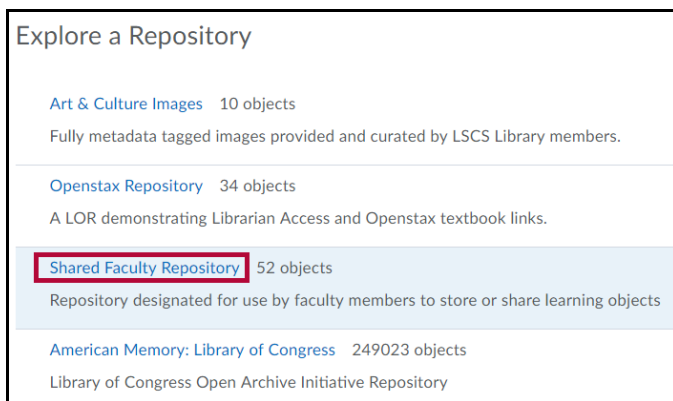 Explore a Repository
Art & Culture Images 10 objects
Fully metadata tagged images provided and curated by LSCS Library members.
Openstax Repository 34 objects
A LOR demonstrating Librarian Access and Openstax textbook links.
Shared Faculty Repository 52 objects
Repository designated for use by faculty members to store or share learning objects
American Memory: Library of Congress 249023 objects
Library of Congress Open Archive Initiative Repository